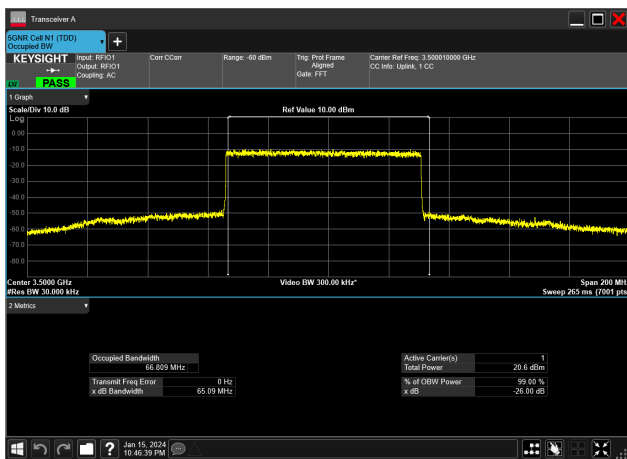 Transceiver A
5GNR Cell N1 (TDD)
Occupied BW
KEYSIGHT
LXI
PASS
Input: RFIO1
Output: RFIO1
Coupling: AC
Corr CCorr
Range: -60 dBm
Trig: Prot Frame
Aligned
Gate: FFT
Carrier Ref Freq: 3.500010000 GHz
CC Info: Uplink, 1 CC
1 Graph
Scale/Div 10.0 dB
Ref Value 10.00 dBm
Log
0.00
-10.0
-20.0
-30.0
-40.0
-50.0
-60.0
-70.0
-80.0
Center 3.5000 GHz
Video BW 300.00 kHz*
Span 200 MHz
#Res BW 30.000 kHz
Sweep 265 ms (7001 pts
2 Metrics
Occupied Bandwidth
66.809 MHz
Transmit Freq Error 0 Hz
x dB Bandwidth 65.09 MHz
Active Carrier(s) 1
Total Power 20.6 dBm
% of OBW Power 99.00 %
x dB -26.00 dB
?
Jan 15, 2024
10:46:39 PM